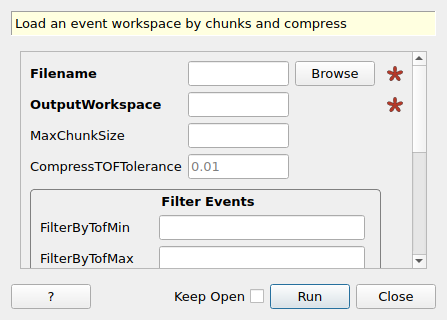 Load an event workspace by chunks and compress
Filename Browse *
OutputWorkspace *
MaxChunkSize
CompressTOFTolerance 0.01
Filter Events
FilterByTofMin
FilterByTofMax
? Keep Open Run Close